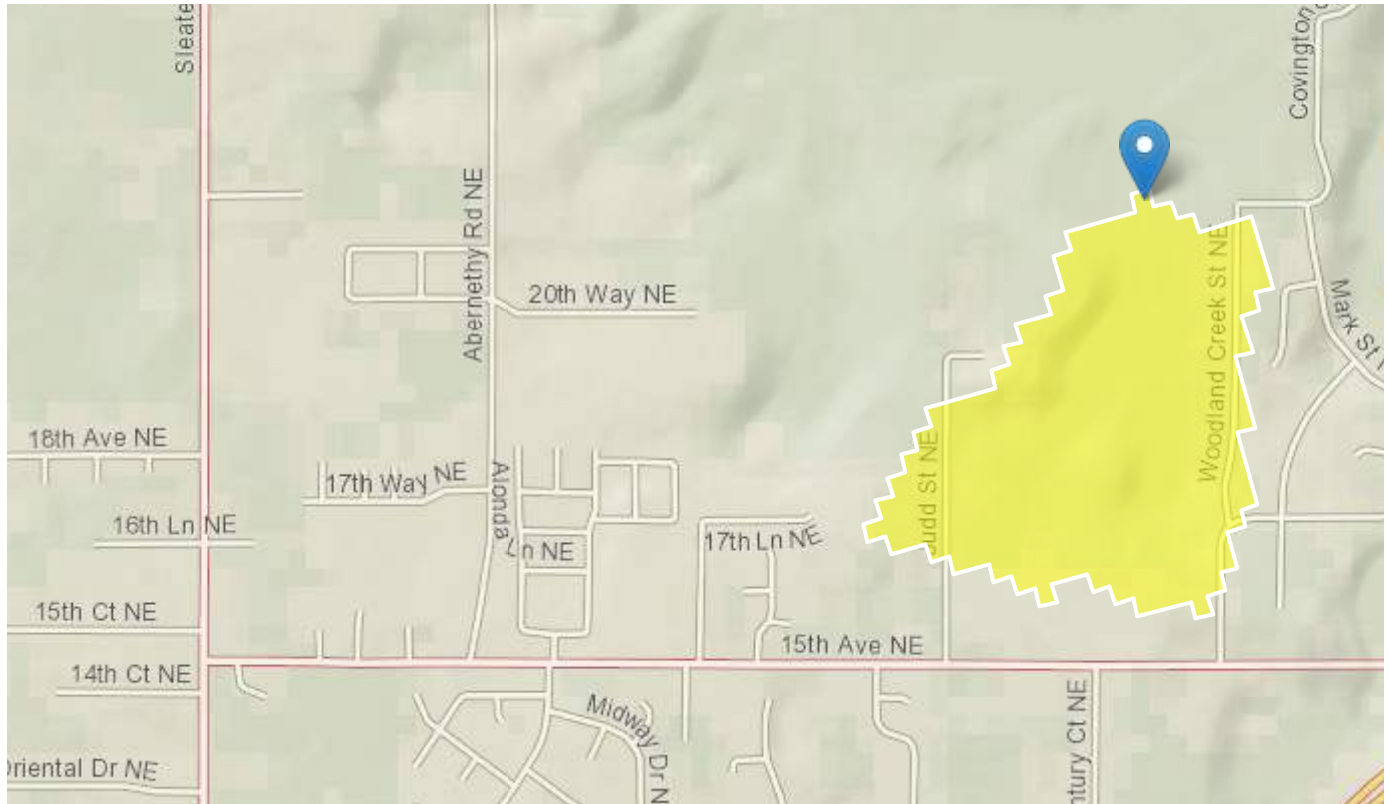 Sleate
Covington
Abernethy Rd NE
20th Way NE
Mark St
Woodland Creek St NE
18th Ave NE
17th Way NE
Alonda Ln NE
Judd St NE
16th Ln NE
17th Ln NE
15th Ct NE
15th Ave NE
14th Ct NE
Midway Dr N
ntury Ct NE
Oriental Dr NE